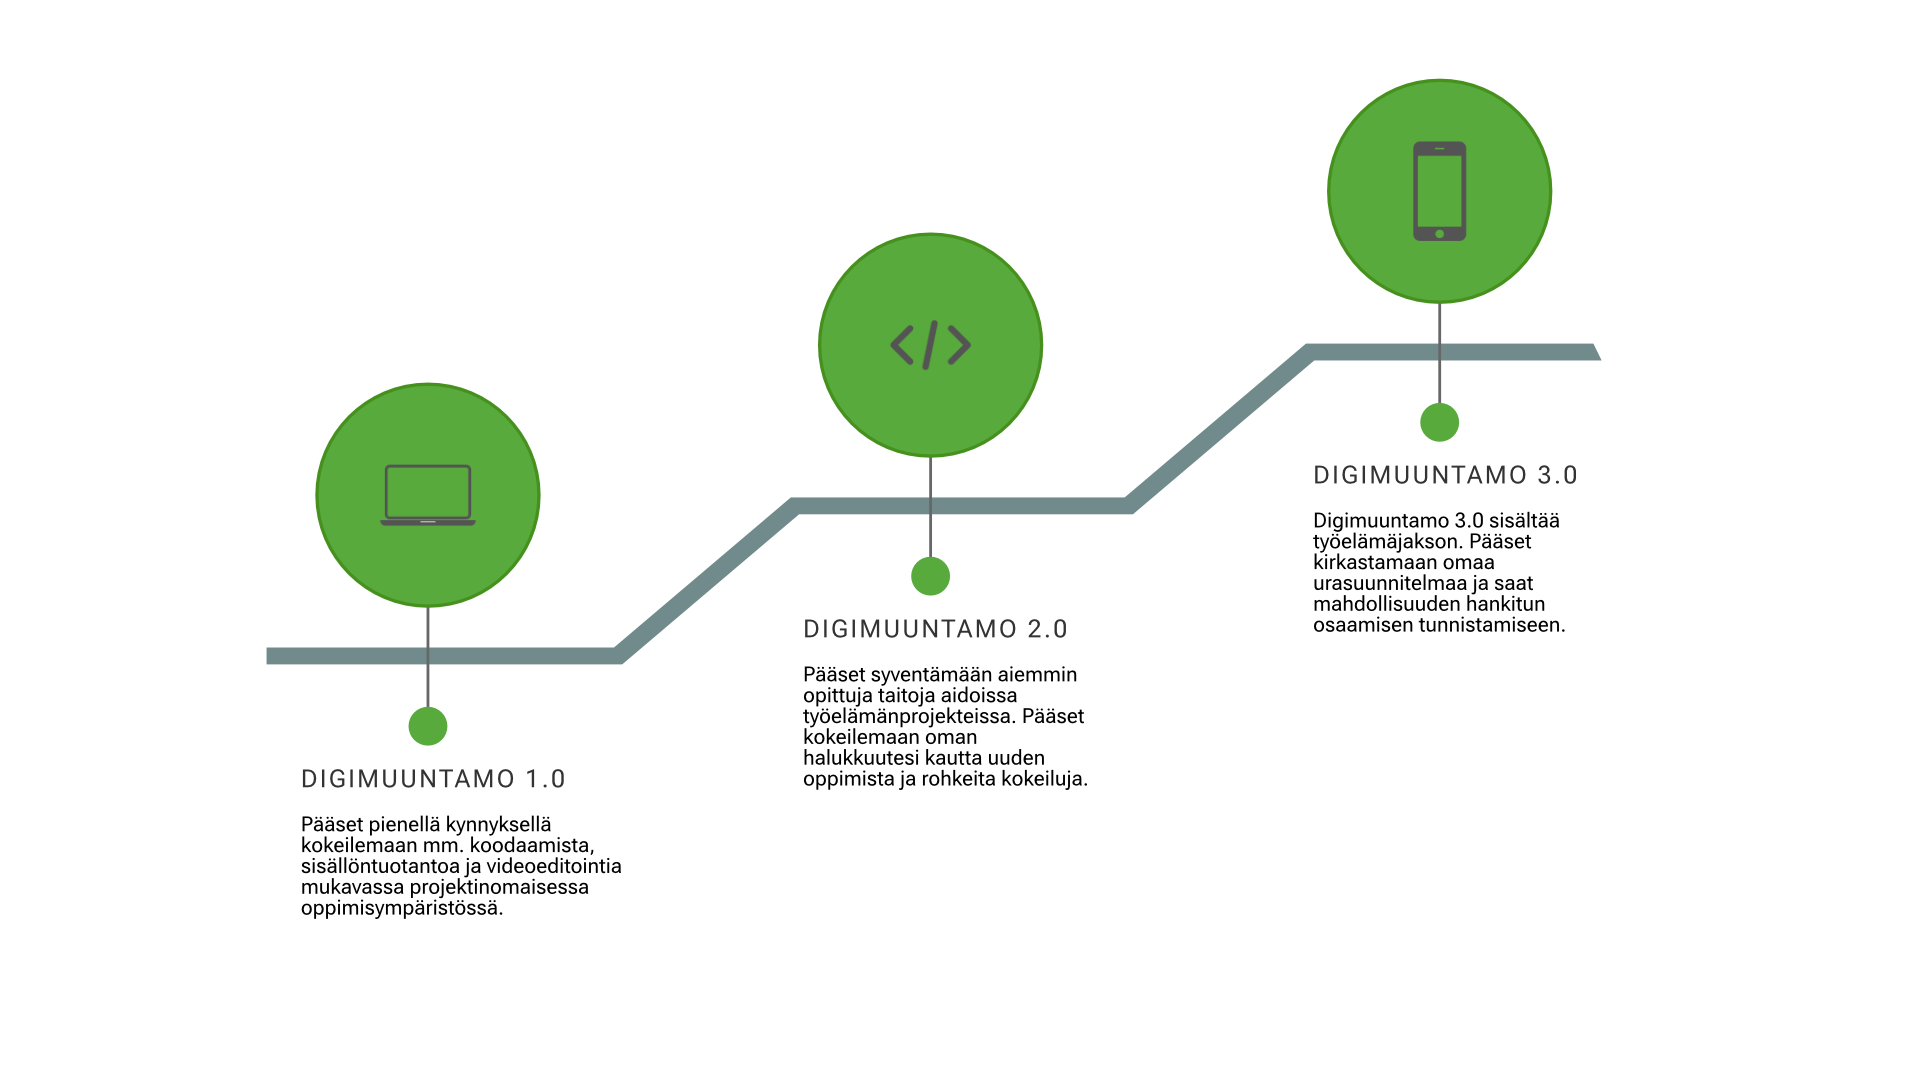 DIGIMUUNTAMO 1.0
Pääset pienellä kynnyksellä
kokeilemaan mm. koodaamista,
sisällöntuotantoa ja videoeditointia
mukavassa projektinomaisessa
oppimisympäristössä.
DIGIMUUNTAMO 2.0
Pääset syventämään aiemmin
opittuja taitoja aidoissa
työelämänprojekteissa. Pääset
kokeilemaan oman
halukkuutesi kautta uuden
oppimista ja rohkeita kokeiluja.
DIGIMUUNTAMO 3.0
Digimuuntamo 3.0 sisältää
työelämäjakson. Pääset
kirkastamaan omaa
urasuunnitelmaa ja saat
mahdollisuuden hankitun
osaamisen tunnistamiseen.